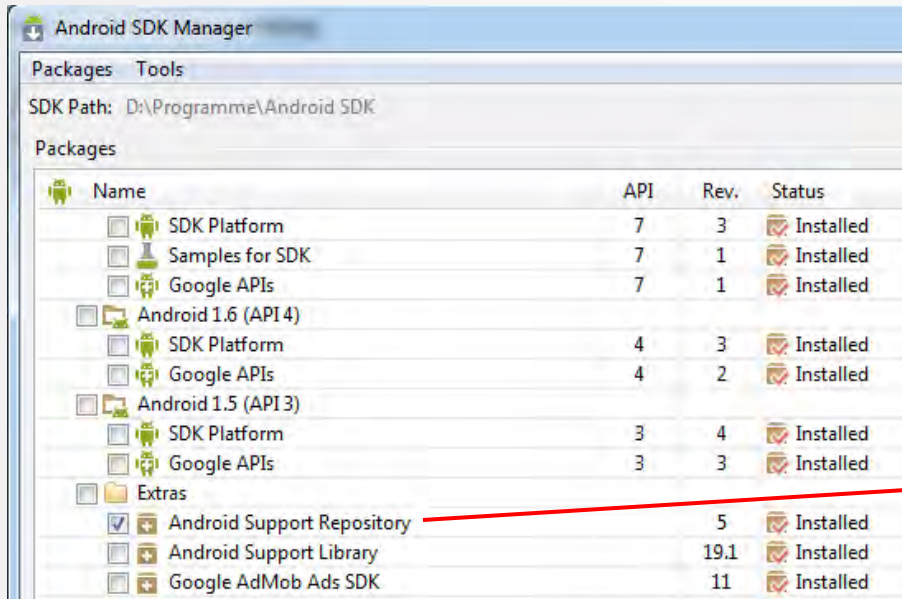 Android SDK Manager
Packages Tools
SDK Path: D:\Programme\Android SDK
Packages
Name API Rev. Status
SDK Platform 7 3 Installed
Samples for SDK 7 1 Installed
Google APIs 7 1 Installed
Android 1.6 (API 4)
SDK Platform 4 3 Installed
Google APIs 4 2 Installed
Android 1.5 (API 3)
SDK Platform 3 4 Installed
Google APIs 3 3 Installed
Extras
Android Support Repository 5 Installed
Android Support Library 19.1 Installed
Google AdMob Ads SDK 11 Installed